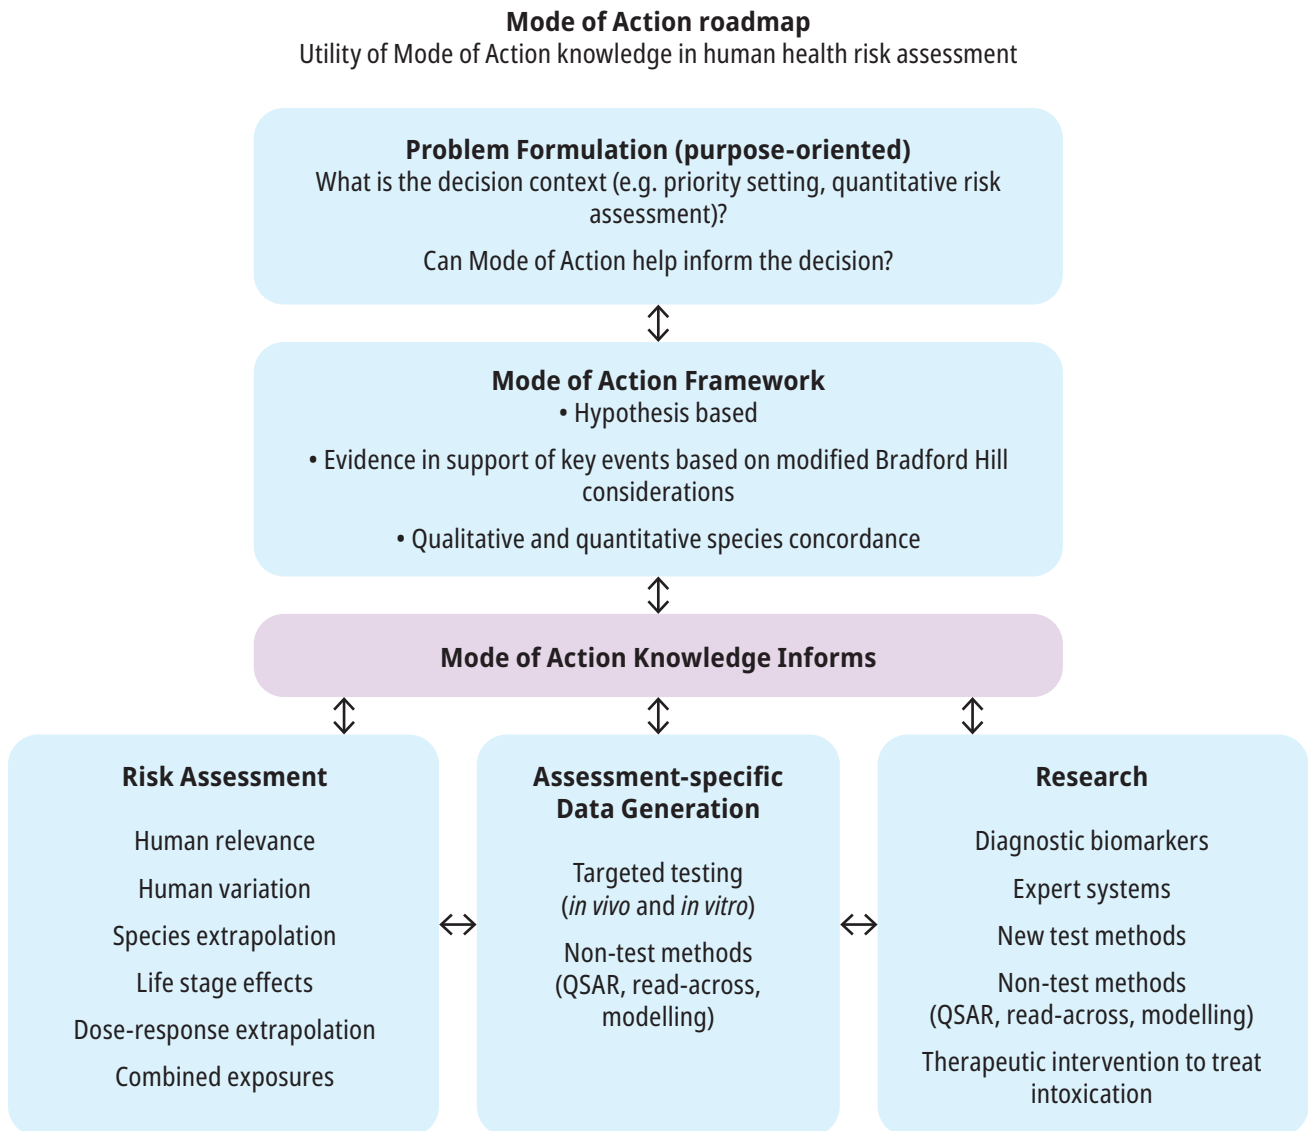 Mode of Action roadmap
Utility of Mode of Action knowledge in human health risk assessment
Problem Formulation (purpose-oriented)
What is the decision context (e.g. priority setting, quantitative risk
assessment)?
Can Mode of Action help inform the decision?
Mode of Action Framework
• Hypothesis based
• Evidence in support of key events based on modified Bradford Hill
considerations
• Qualitative and quantitative species concordance
Mode of Action Knowledge Informs
Risk Assessment
Human relevance
Human variation
Species extrapolation
Life stage effects
Dose-response extrapolation
Combined exposures
Assessment-specific
Data Generation
Targeted testing
(in vivo and in vitro)
Non-test methods
(QSAR, read-across,
modelling)
Research
Diagnostic biomarkers
Expert systems
New test methods
Non-test methods
(QSAR, read-across, modelling)
Therapeutic intervention to treat
intoxication